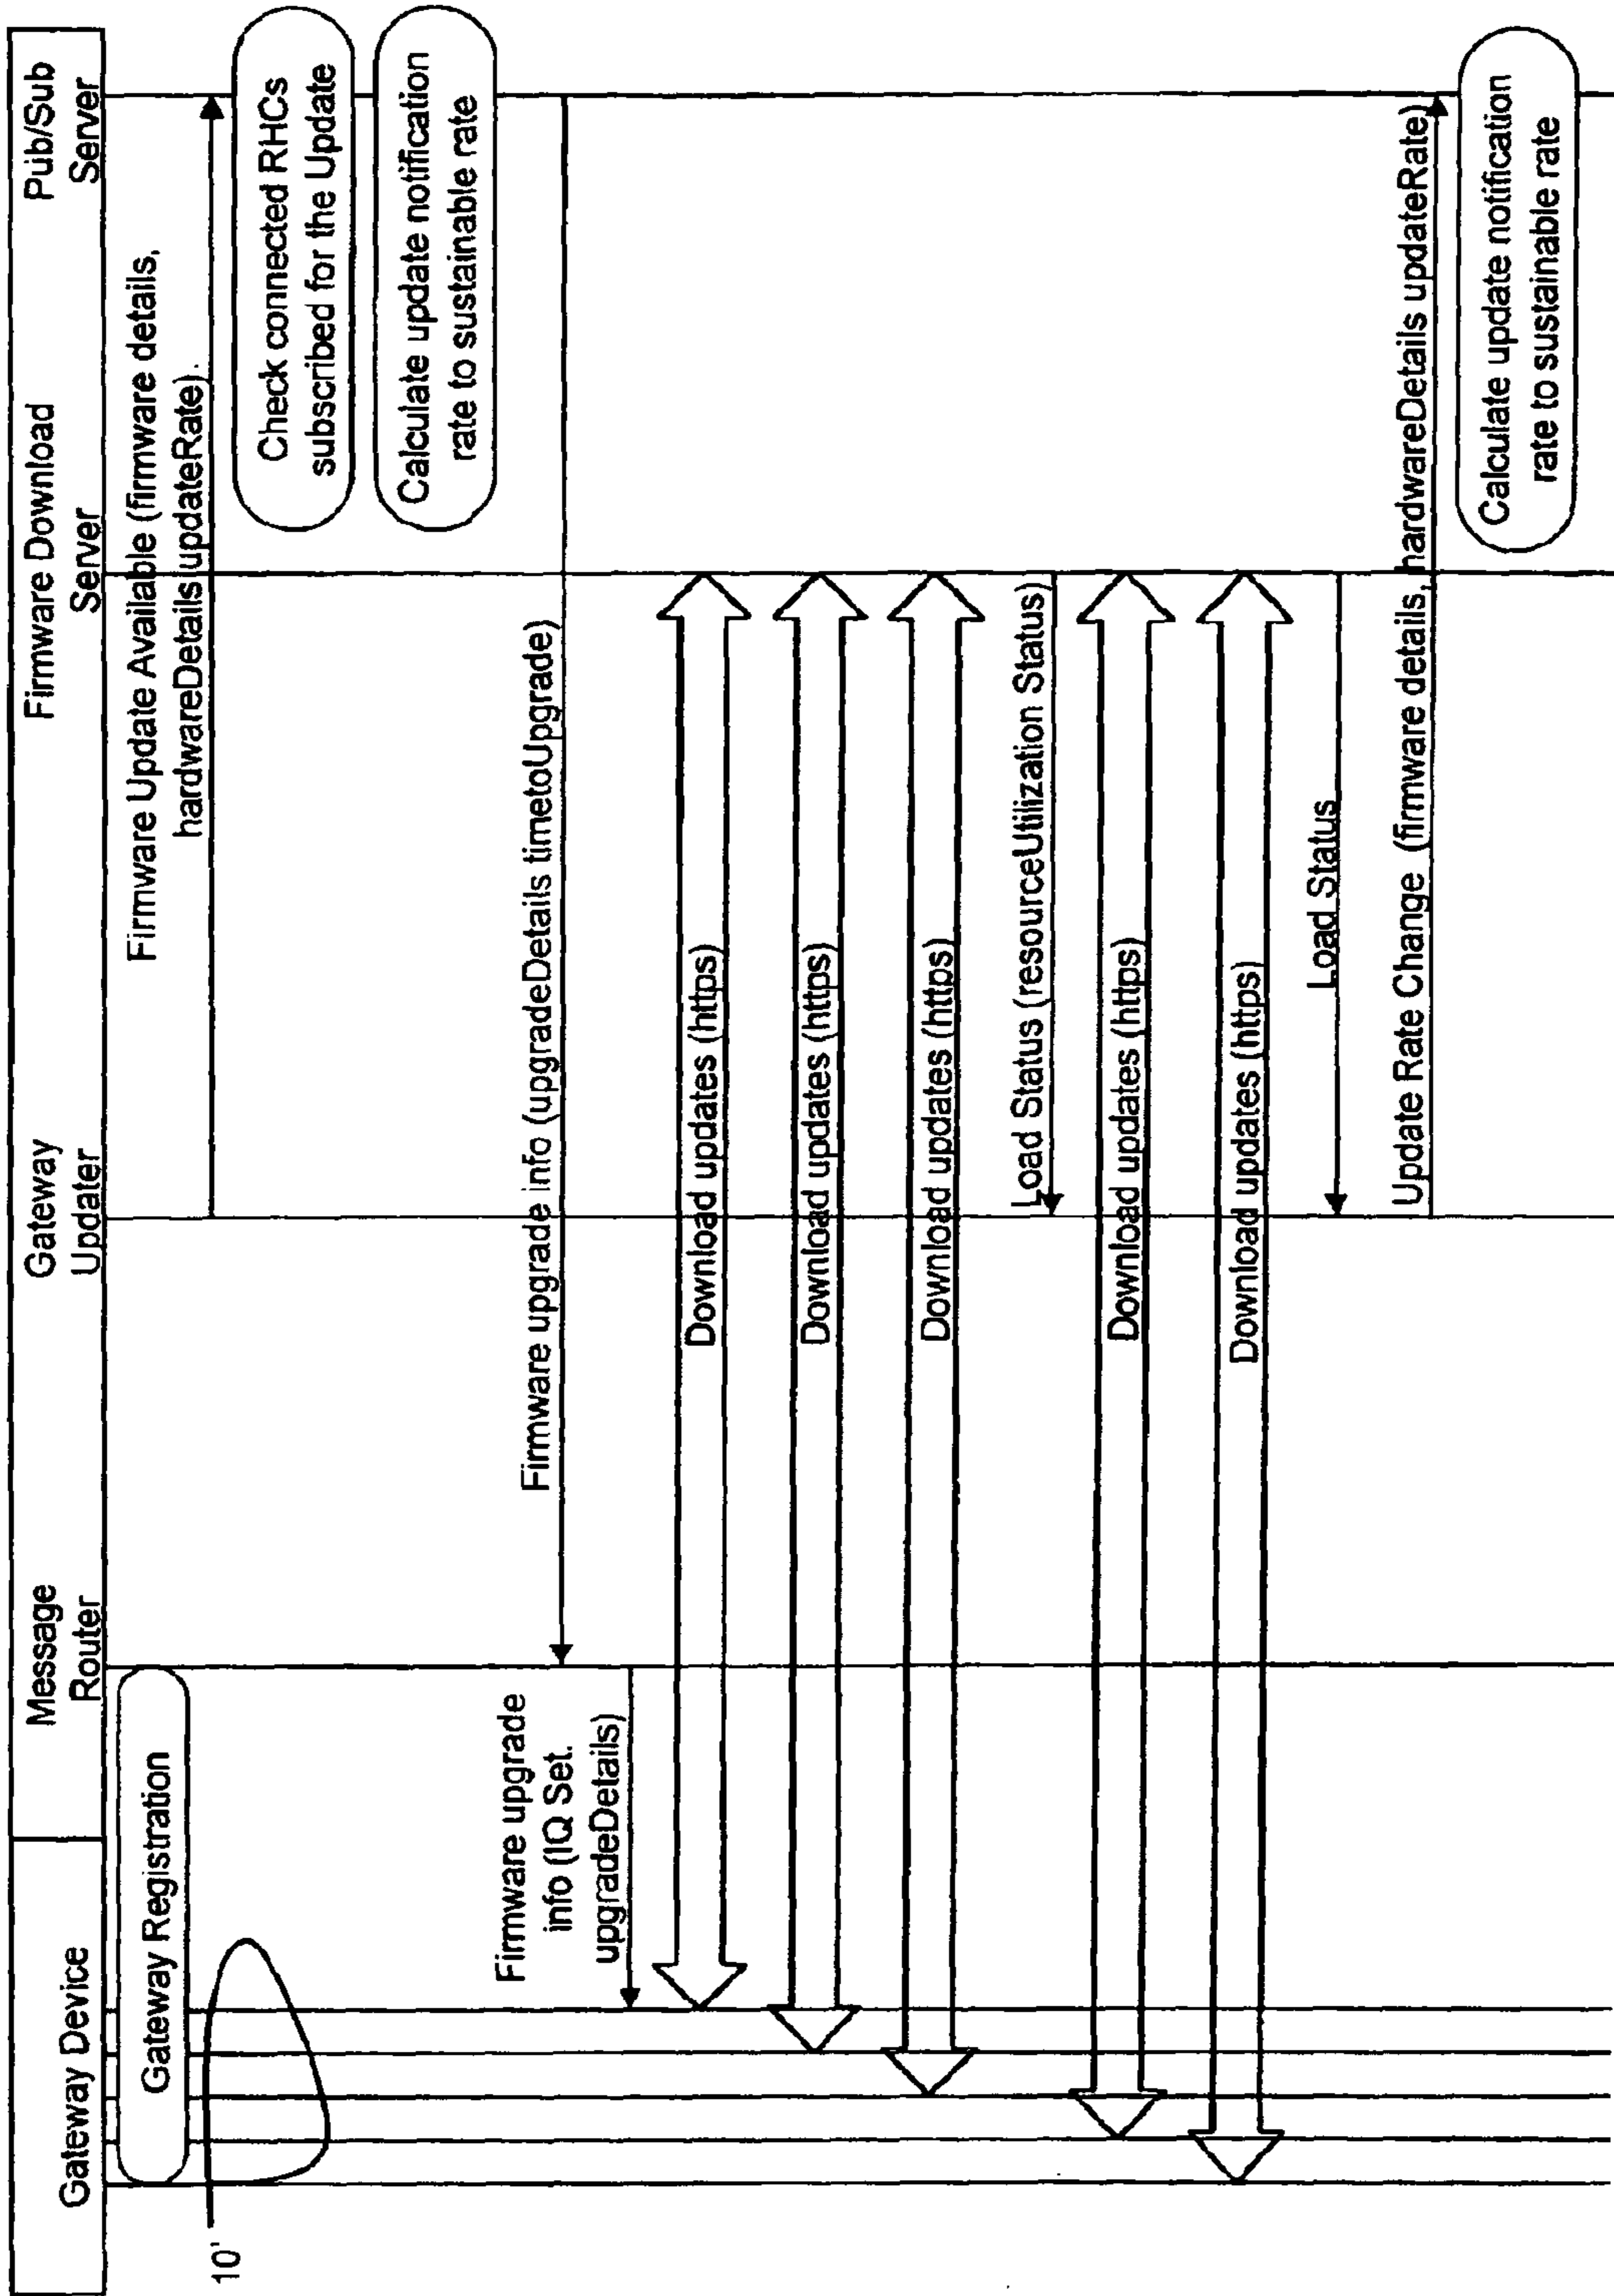 Gateway Device
Message
Router
Gateway
Updater
Firmware Download
Server
Pub/Sub
Server
Gateway Registration
10'
Firmware Update Available (firmware details,
hardwareDetails updateRate).
Check connected RHCs
subscribed for the Update
Calculate update notification
rate to sustainable rate
Firmware upgrade info (upgradeDetails timetoUpgrade)
Firmware upgrade
info (IQ Set.
upgradeDetails)
Download updates (https)
Download updates (https)
Download updates (https)
Load Status (resourceUtilization Status)
Download updates (https)
Download updates (https)
Load Status
Update Rate Change (firmware details, hardwareDetails updateRate)
Calculate update notification
rate to sustainable rate